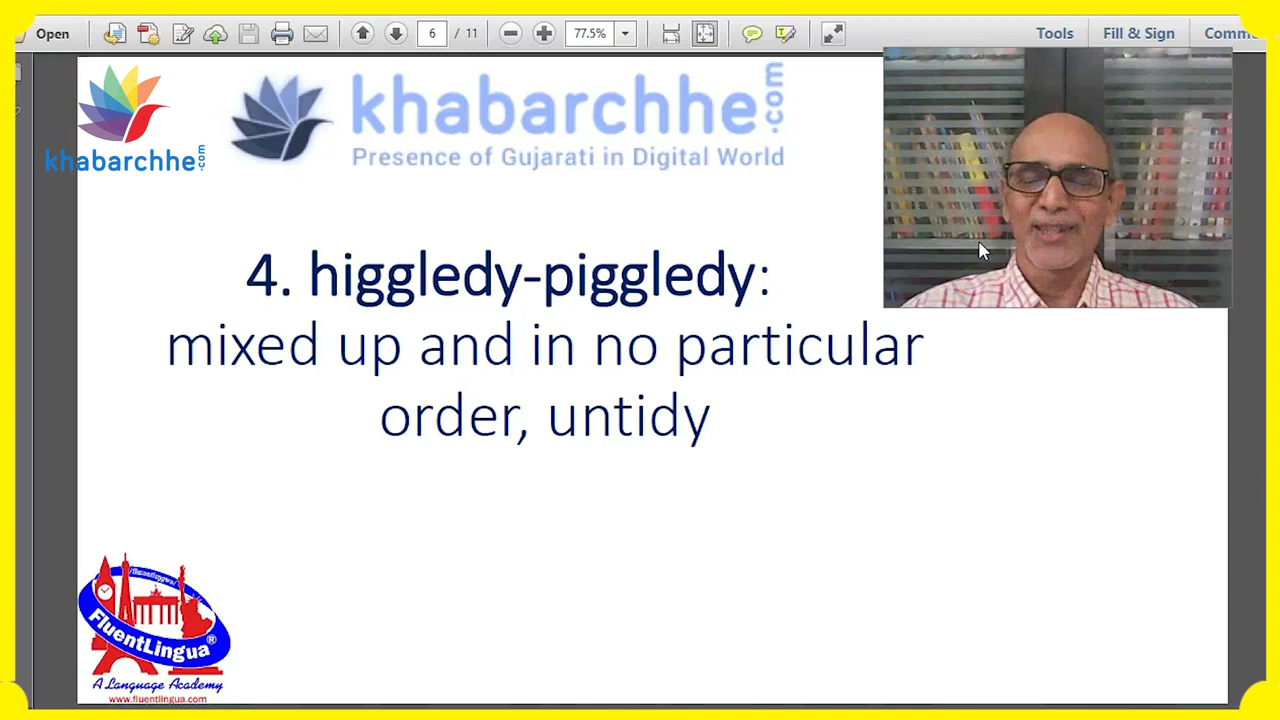 Open
6 / 11
77.5%
Tools
Fill & Sign
khabarchhe.com
khabarchhe.com
Presence of Gujarati in Digital World
4. higgledy-piggledy:
mixed up and in no particular
order, untidy
FluentLingua®
A Language Academy
www.fluentlingua.com